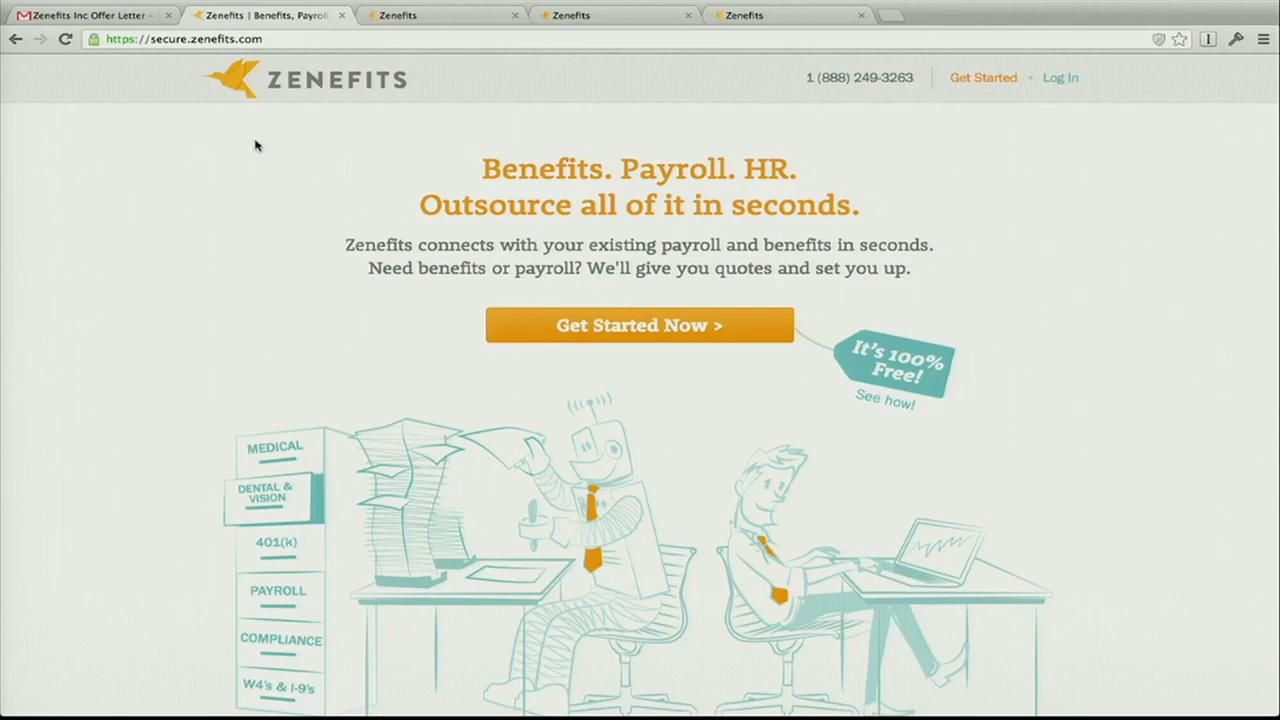 Zenefits Inc Offer Letter -
Zenefits | Benefits, Payroll,
Zenefits
Zenefits
Zenefits
https://secure.zenefits.com
ZENEFITS
1 (888) 249-3263
Get Started
Log In
Benefits. Payroll. HR.
Outsource all of it in seconds.
Zenefits connects with your existing payroll and benefits in seconds.
Need benefits or payroll? We'll give you quotes and set you up.
Get Started Now >
It's 100%
Free!
See how!
MEDICAL
DENTAL &
VISION
401(k)
PAYROLL
COMPLIANCE
W4's & I-9's